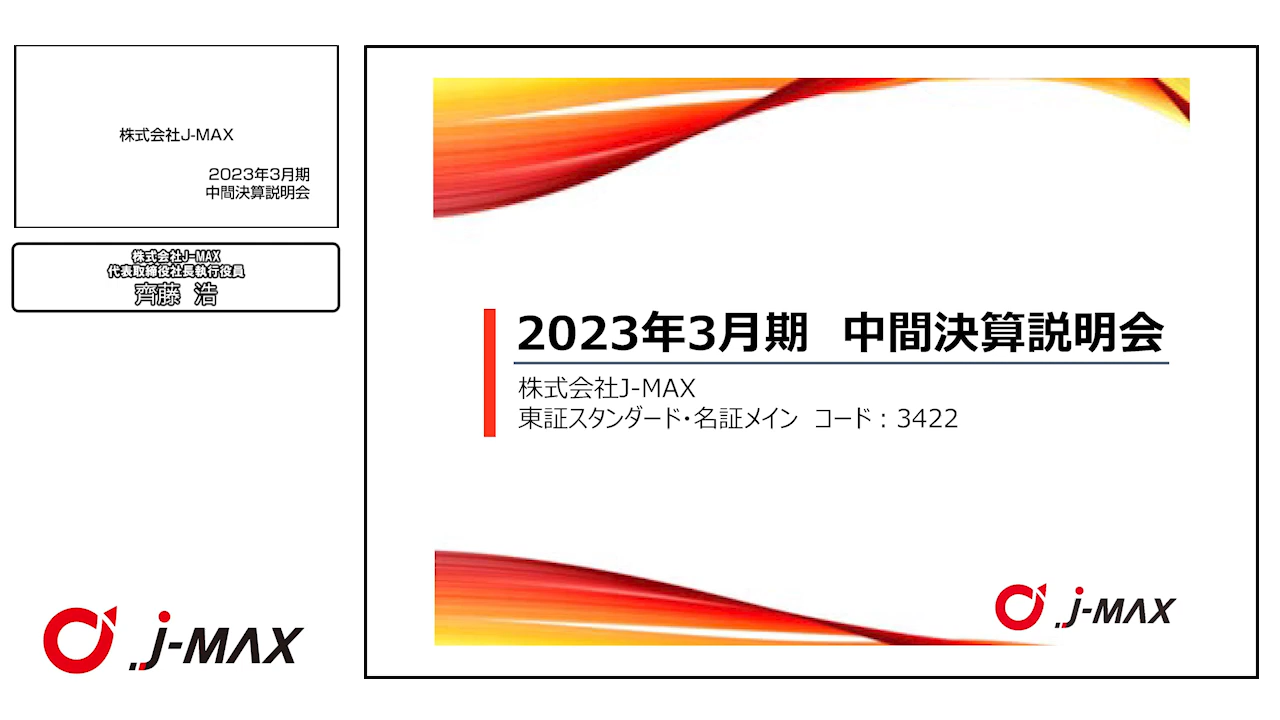 株式会社J-MAX
2023年3月期
中間決算説明会
株式会社J-MAX
代表取締役社長執行役員
齊藤 浩
J-MAX
2023年3月期 中間決算説明会
株式会社J-MAX
東証スタンダード・名証メイン コード：3422
J-MAX